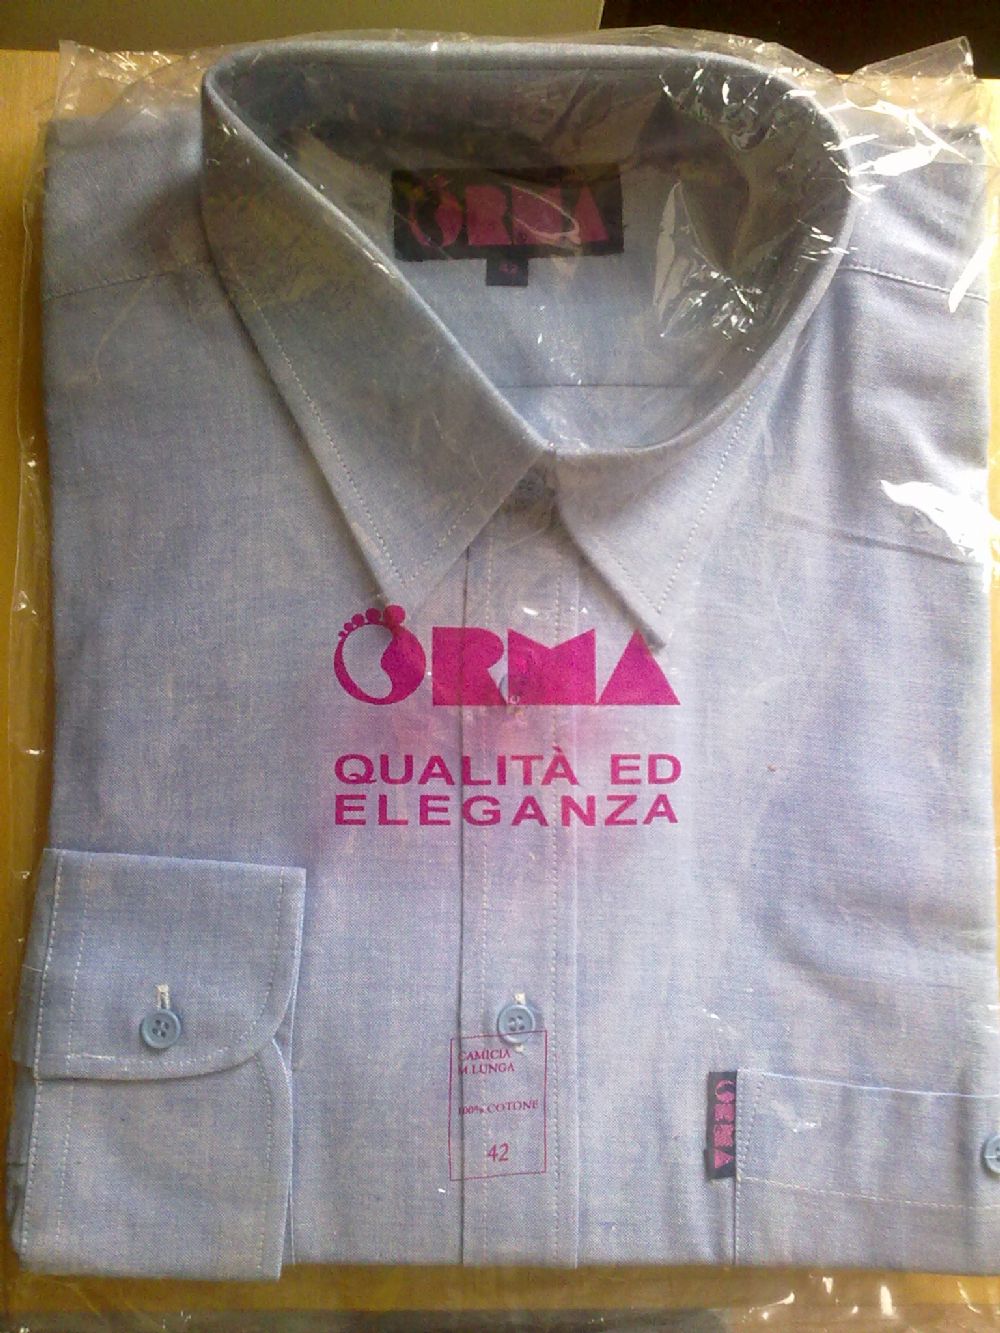 ORMA
42
ORMA
QUALITÀ ED
ELEGANZA
CAMICIA
M LUNGA
100% COTONE
42
ORMA